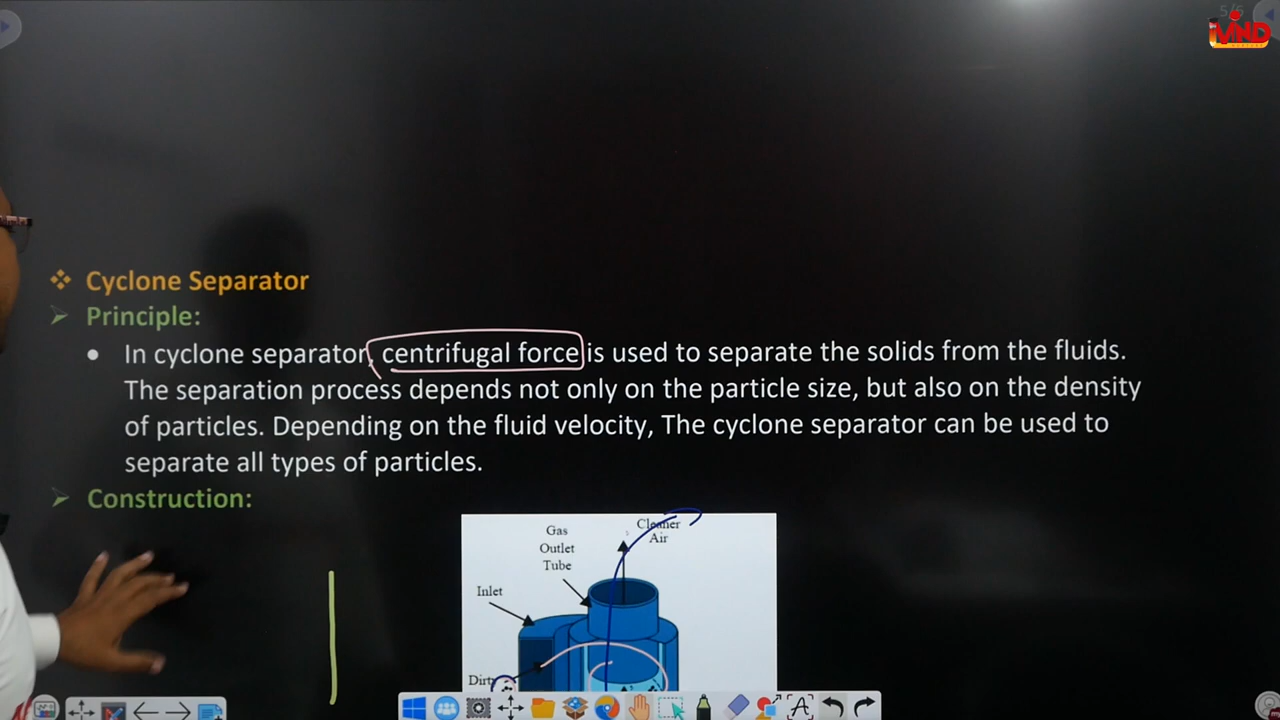 5/5
MIND
Cyclone Separator
Principle:
In cyclone separator, centrifugal force is used to separate the solids from the fluids.
The separation process depends not only on the particle size, but also on the density
of particles. Depending on the fluid velocity, The cyclone separator can be used to
separate all types of particles.
Construction:
Gas
Outlet
Tube
Cleaner
Air
Inlet